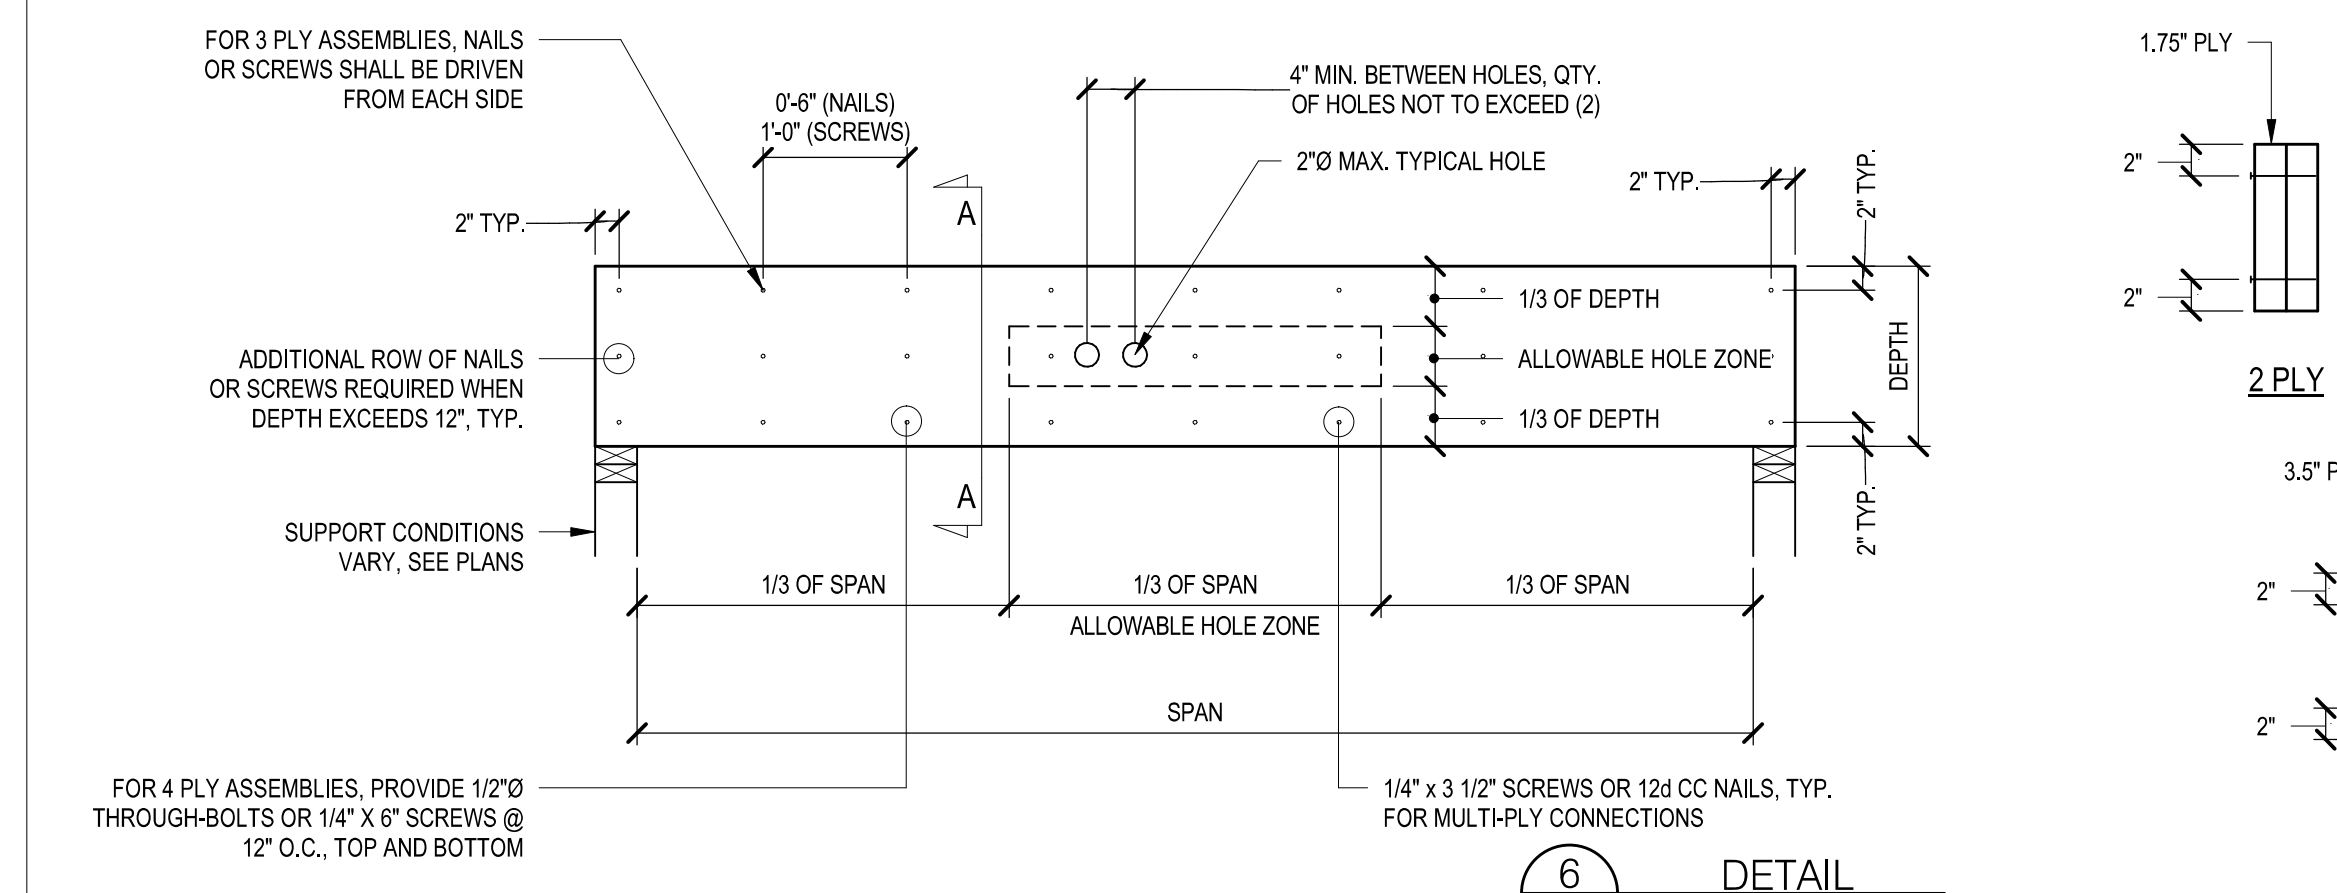 FOR 3 PLY ASSEMBLIES, NAILS
OR SCREWS SHALL BE DRIVEN
FROM EACH SIDE
0'-6" (NAILS)
1'-0" (SCREWS)
4" MIN. BETWEEN HOLES, QTY.
OF HOLES NOT TO EXCEED (2)
2"Ø MAX. TYPICAL HOLE
2" TYP.
2" TYP.
2" TYP.
A
1/3 OF DEPTH
ALLOWABLE HOLE ZONE
1/3 OF DEPTH
DEPTH
ADDITIONAL ROW OF NAILS
OR SCREWS REQUIRED WHEN
DEPTH EXCEEDS 12", TYP.
A
2" TYP.
SUPPORT CONDITIONS
VARY, SEE PLANS
1/3 OF SPAN
1/3 OF SPAN
1/3 OF SPAN
ALLOWABLE HOLE ZONE
SPAN
FOR 4 PLY ASSEMBLIES, PROVIDE 1/2"Ø
THROUGH-BOLTS OR 1/4" X 6" SCREWS @
12" O.C., TOP AND BOTTOM
1/4" x 3 1/2" SCREWS OR 12d CC NAILS, TYP.
FOR MULTI-PLY CONNECTIONS
6
DETAIL
1.75" PLY
2"
2"
2 PLY
3.5" P
2"
2"